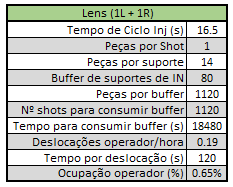 Lens (1L + 1R)
Tempo de Ciclo Inj (s) 16.5
Peças por Shot 1
Peças por suporte 14
Buffer de suportes de IN 80
Peças por buffer 1120
Nº shots para consumir buffer 1120
Tempo para consumir buffer (s) 18480
Deslocações operador/hora 0.19
Tempo por deslocação (s) 120
Ocupação operador (%) 0.65%